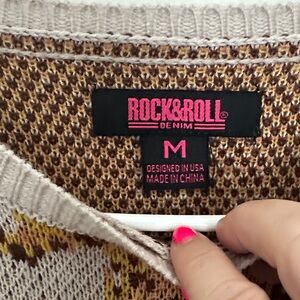 ROCK&ROLL®
DENIM
M
DESIGNED IN USA
MADE IN CHINA